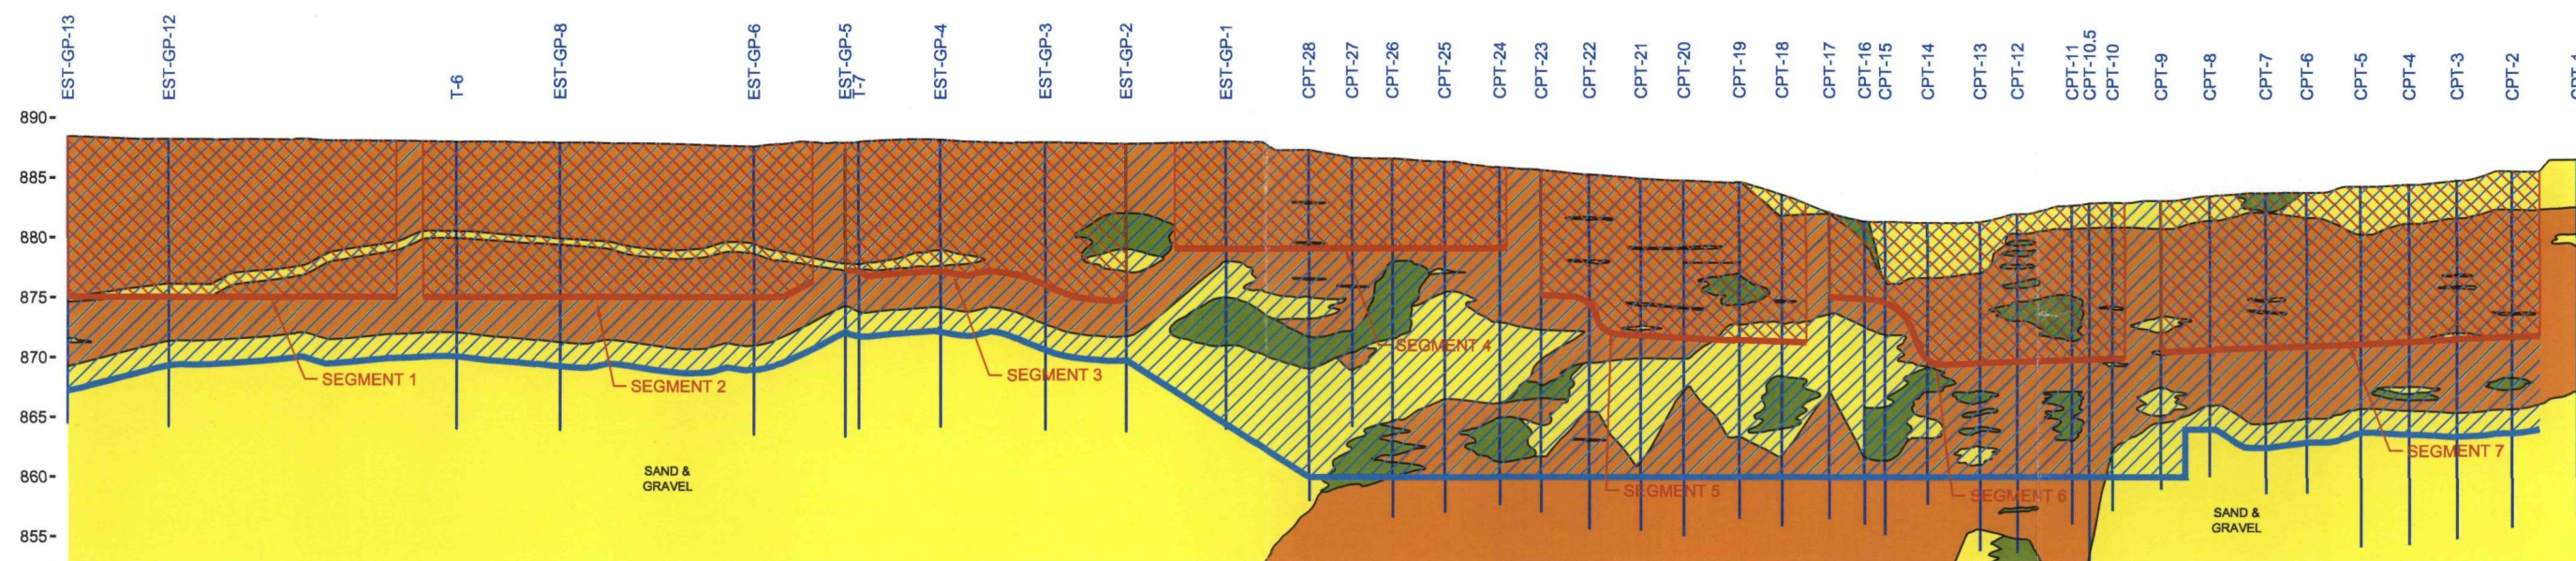 EST-GP-13
EST-GP-12
T-6
EST-GP-8
EST-GP-6
EST-GP-5
T-7
EST-GP-4
EST-GP-3
EST-GP-2
EST-GP-1
CPT-28
CPT-27
CPT-26
CPT-25
CPT-24
CPT-23
CPT-22
CPT-21
CPT-20
CPT-19
CPT-18
CPT-17
CPT-16
CPT-15
CPT-14
CPT-13
CPT-12
CPT-11
CPT-10.5
CPT-10
CPT-9
CPT-8
CPT-7
CPT-6
CPT-5
CPT-4
CPT-3
CPT-2
890-
885-
880-
875-
870-
865-
860-
855-
SEGMENT 1
SEGMENT 2
SEGMENT 3
SEGMENT 4
SEGMENT 5
SEGMENT 6
SEGMENT 7
SAND &
GRAVEL
SAND &
GRAVEL